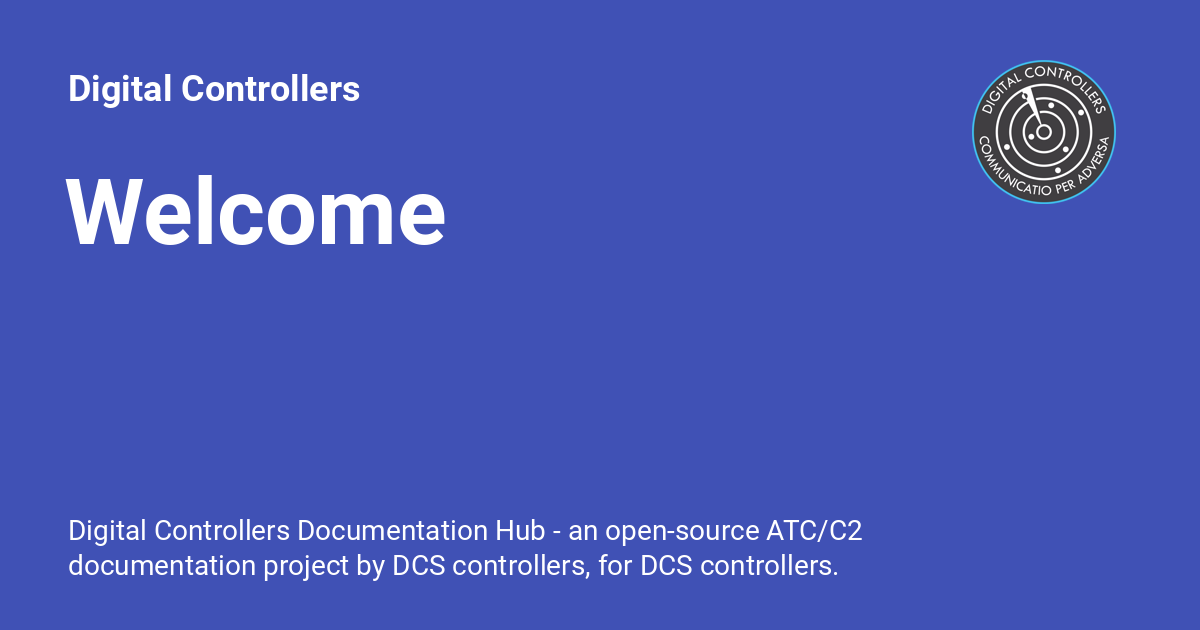 Digital Controllers
DIGITAL CONTROLLERS
COMMUNICATIO PER ADVERSA
Welcome
Digital Controllers Documentation Hub - an open-source ATC/C2
documentation project by DCS controllers, for DCS controllers.